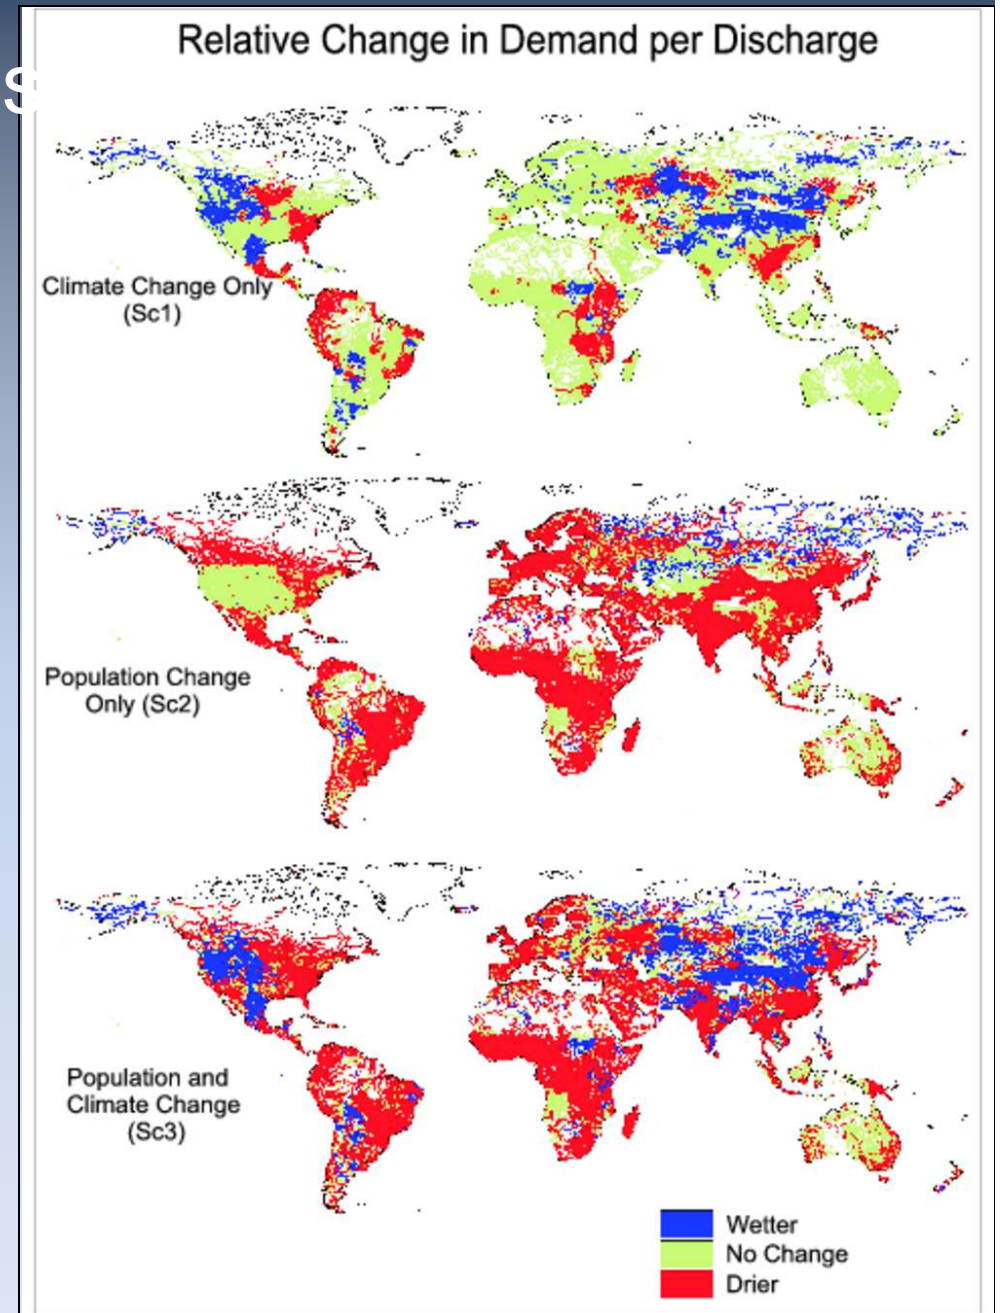 Relative Change in Demand per Discharge
S
Climate Change Only
(Sc1)
Population Change
Only (Sc2)
Population and
Climate Change
(Sc3)
Wetter
No Change
Drier